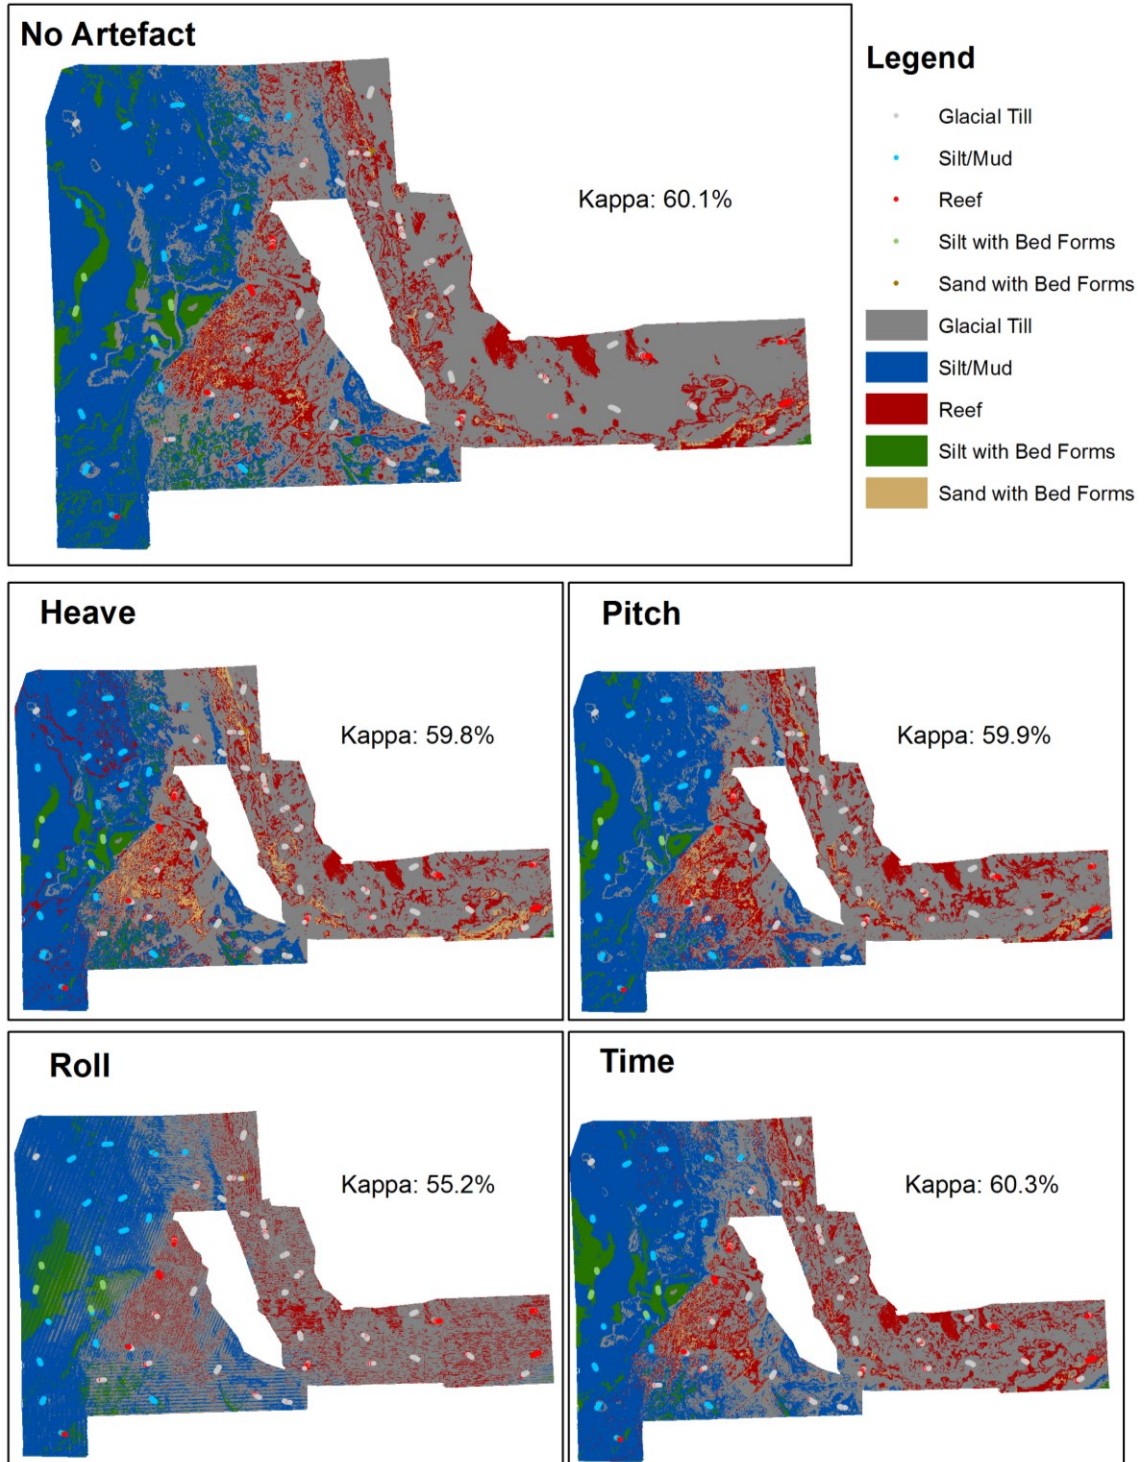 No Artefact
Kappa: 60.1%
Legend
Glacial Till
Silt/Mud
Reef
Silt with Bed Forms
Sand with Bed Forms
Glacial Till
Silt/Mud
Reef
Silt with Bed Forms
Sand with Bed Forms
Heave
Kappa: 59.8%
Pitch
Kappa: 59.9%
Roll
Kappa: 55.2%
Time
Kappa: 60.3%